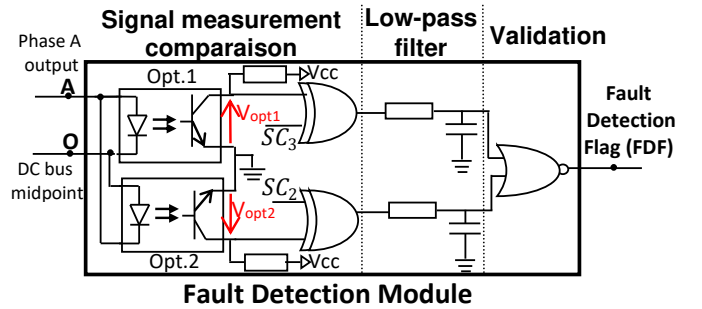 Signal measurement
comparaison
Low-pass
filter
Validation
Phase A
output
A
O
DC bus
midpoint
Opt.1
Vcc
Vopt1
SC3
SC2
Vopt2
Opt.2
Vcc
Fault
Detection
Flag (FDF)
Fault Detection Module